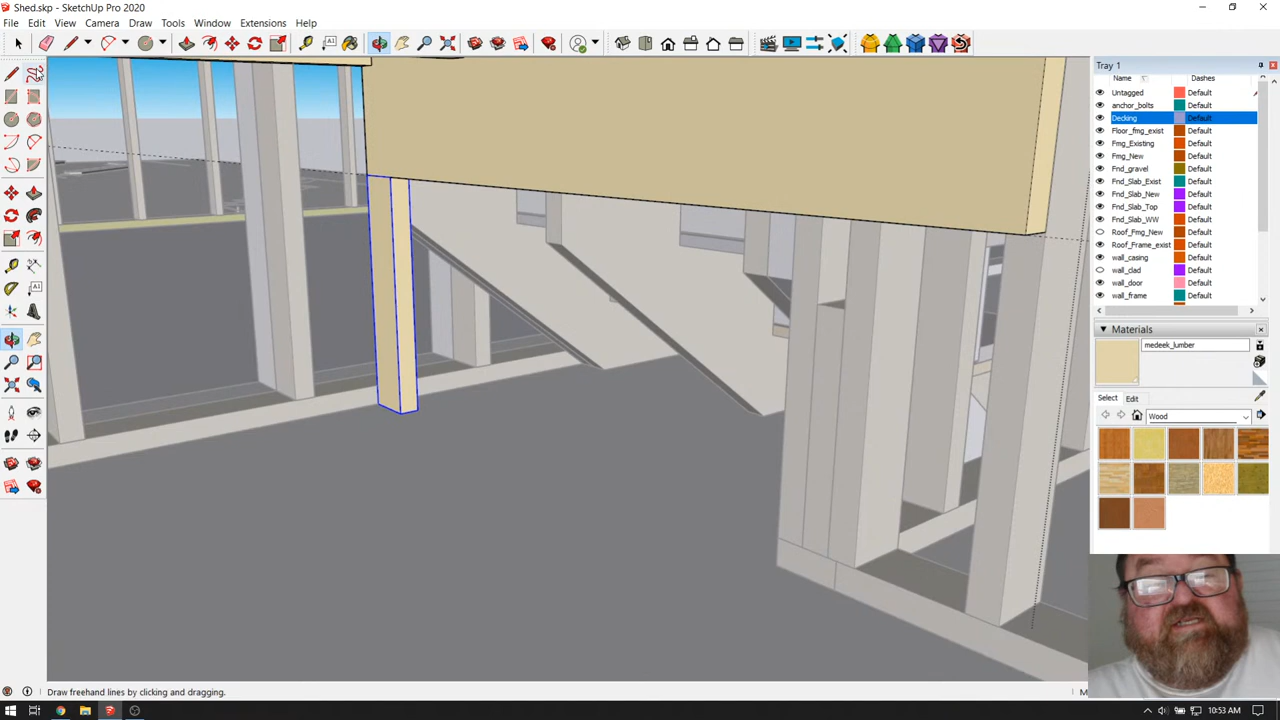 Shed.skp - SketchUp Pro 2020
File Edit View Camera Draw Tools Window Extensions Help
Tray 1
Name Dashes
Untagged Default
anchor_bolts Default
Decking Default
Floor_fmg_exist Default
Fmg_Existing Default
Fmg_New Default
Fnd_gravel Default
Fnd_Slab_Exist Default
Fnd_Slab_New Default
Fnd_Slab_Top Default
Fnd_Slab_WW Default
Roof_Fmg_New Default
Roof_Frame_exist Default
wall_casing Default
wall_clad Default
wall_door Default
wall_frame Default
Materials
medeek_lumber
Select Edit
Wood
Draw freehand lines by clicking and dragging.
M
10:53 AM